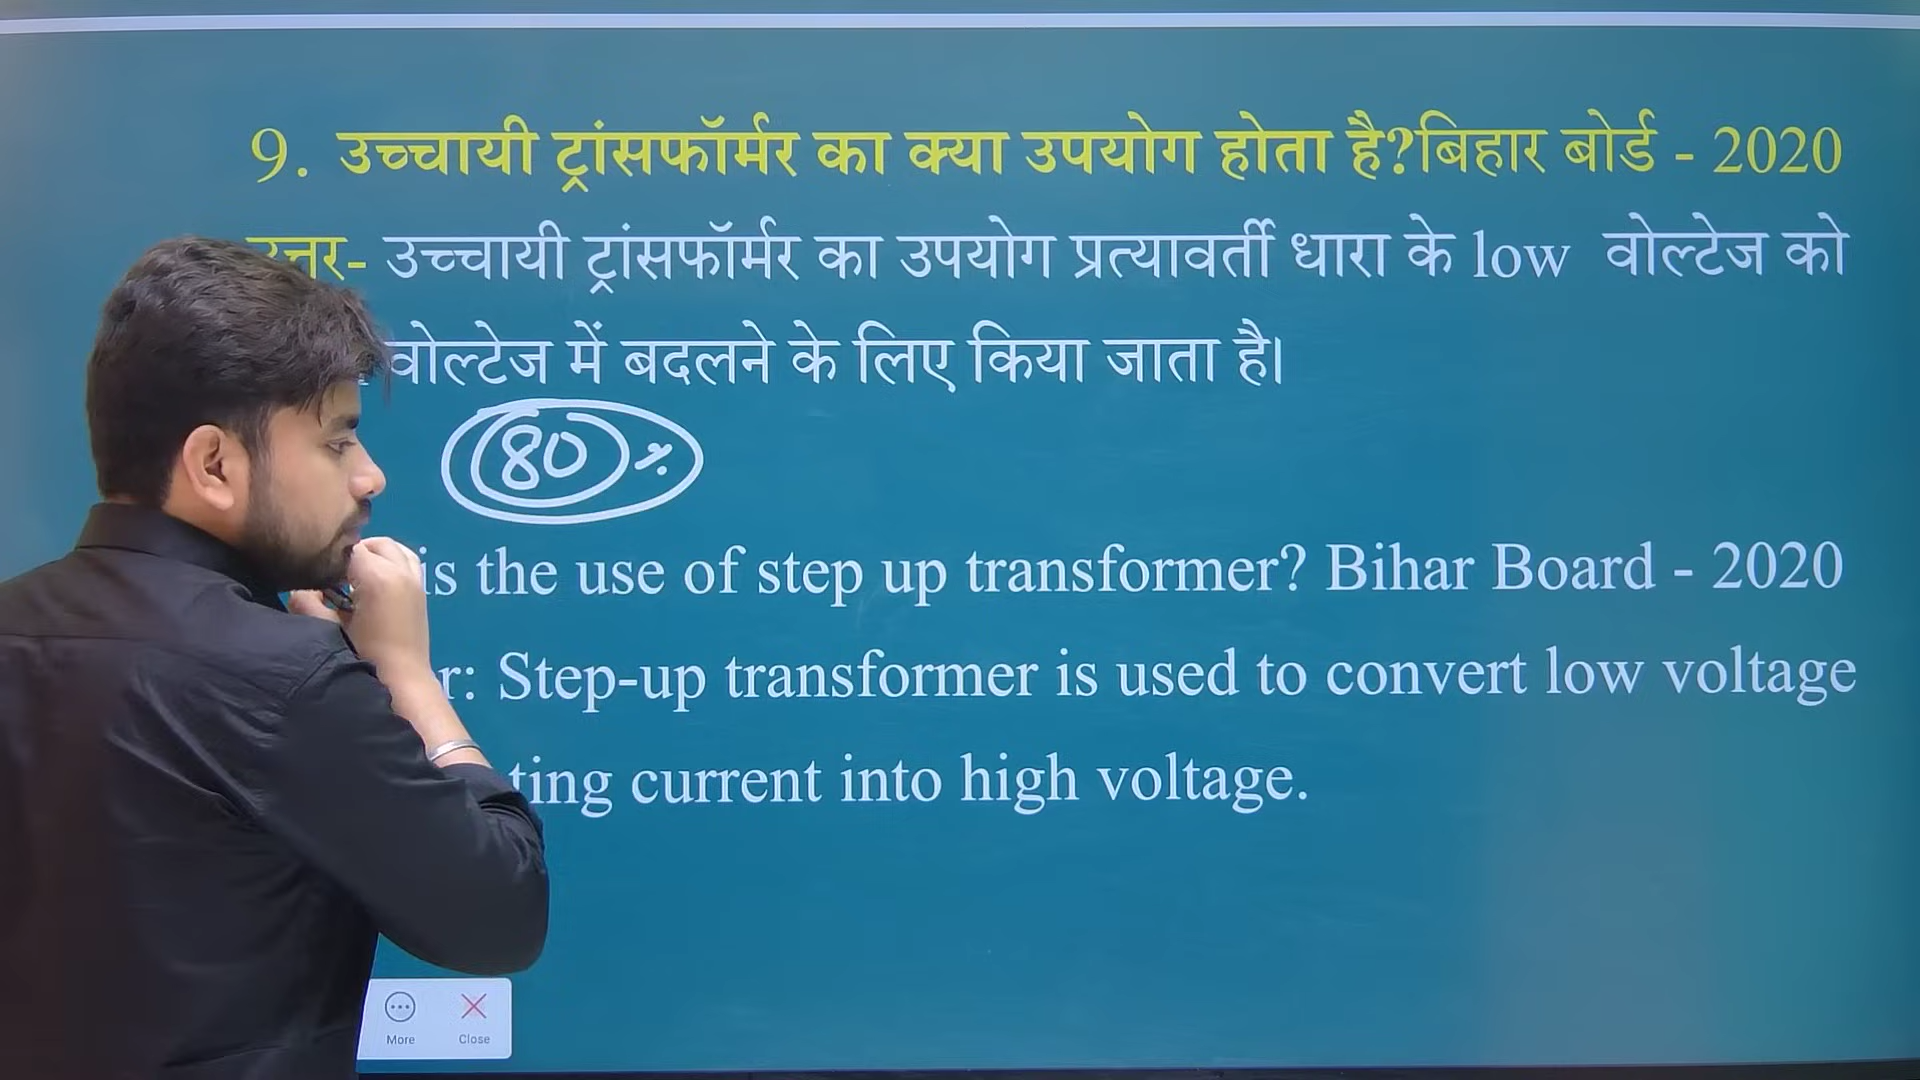 9. उच्चायी ट्रांसफॉर्मर का क्या उपयोग होता है?बिहार बोर्ड - 2020
उच्चायी ट्रांसफॉर्मर का उपयोग प्रत्यावर्ती धारा के low वोल्टेज को
वोल्टेज में बदलने के लिए किया जाता है।
80 %
is the use of step up transformer? Bihar Board - 2020
Step-up transformer is used to convert low voltage
current into high voltage.
More Close